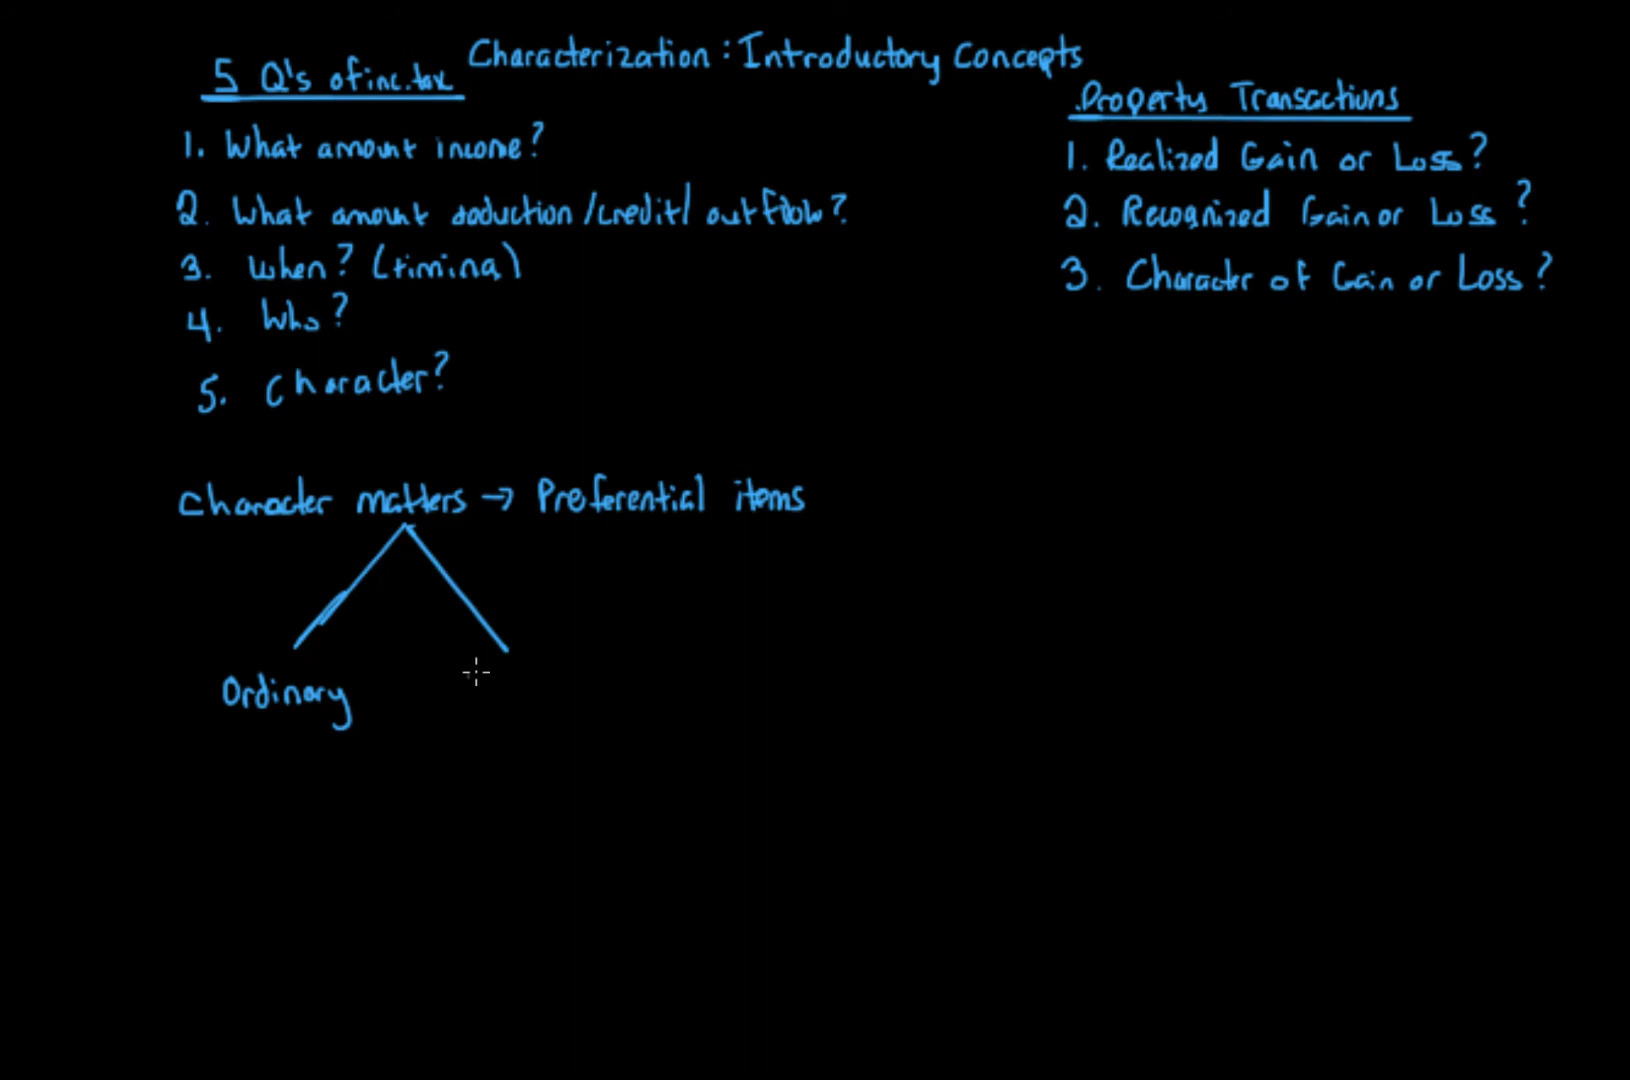 Characterization: Introductory Concepts
5 Q's of inc. tax
1. What amount income?
2. What amount deduction/credit/outflow?
3. When? (timing)
4. Who?
5. Character?
Property Transactions
1. Realized Gain or Loss?
2. Recognized Gain or Loss?
3. Character of Gain or Loss?
Character matters → Preferential items
Ordinary